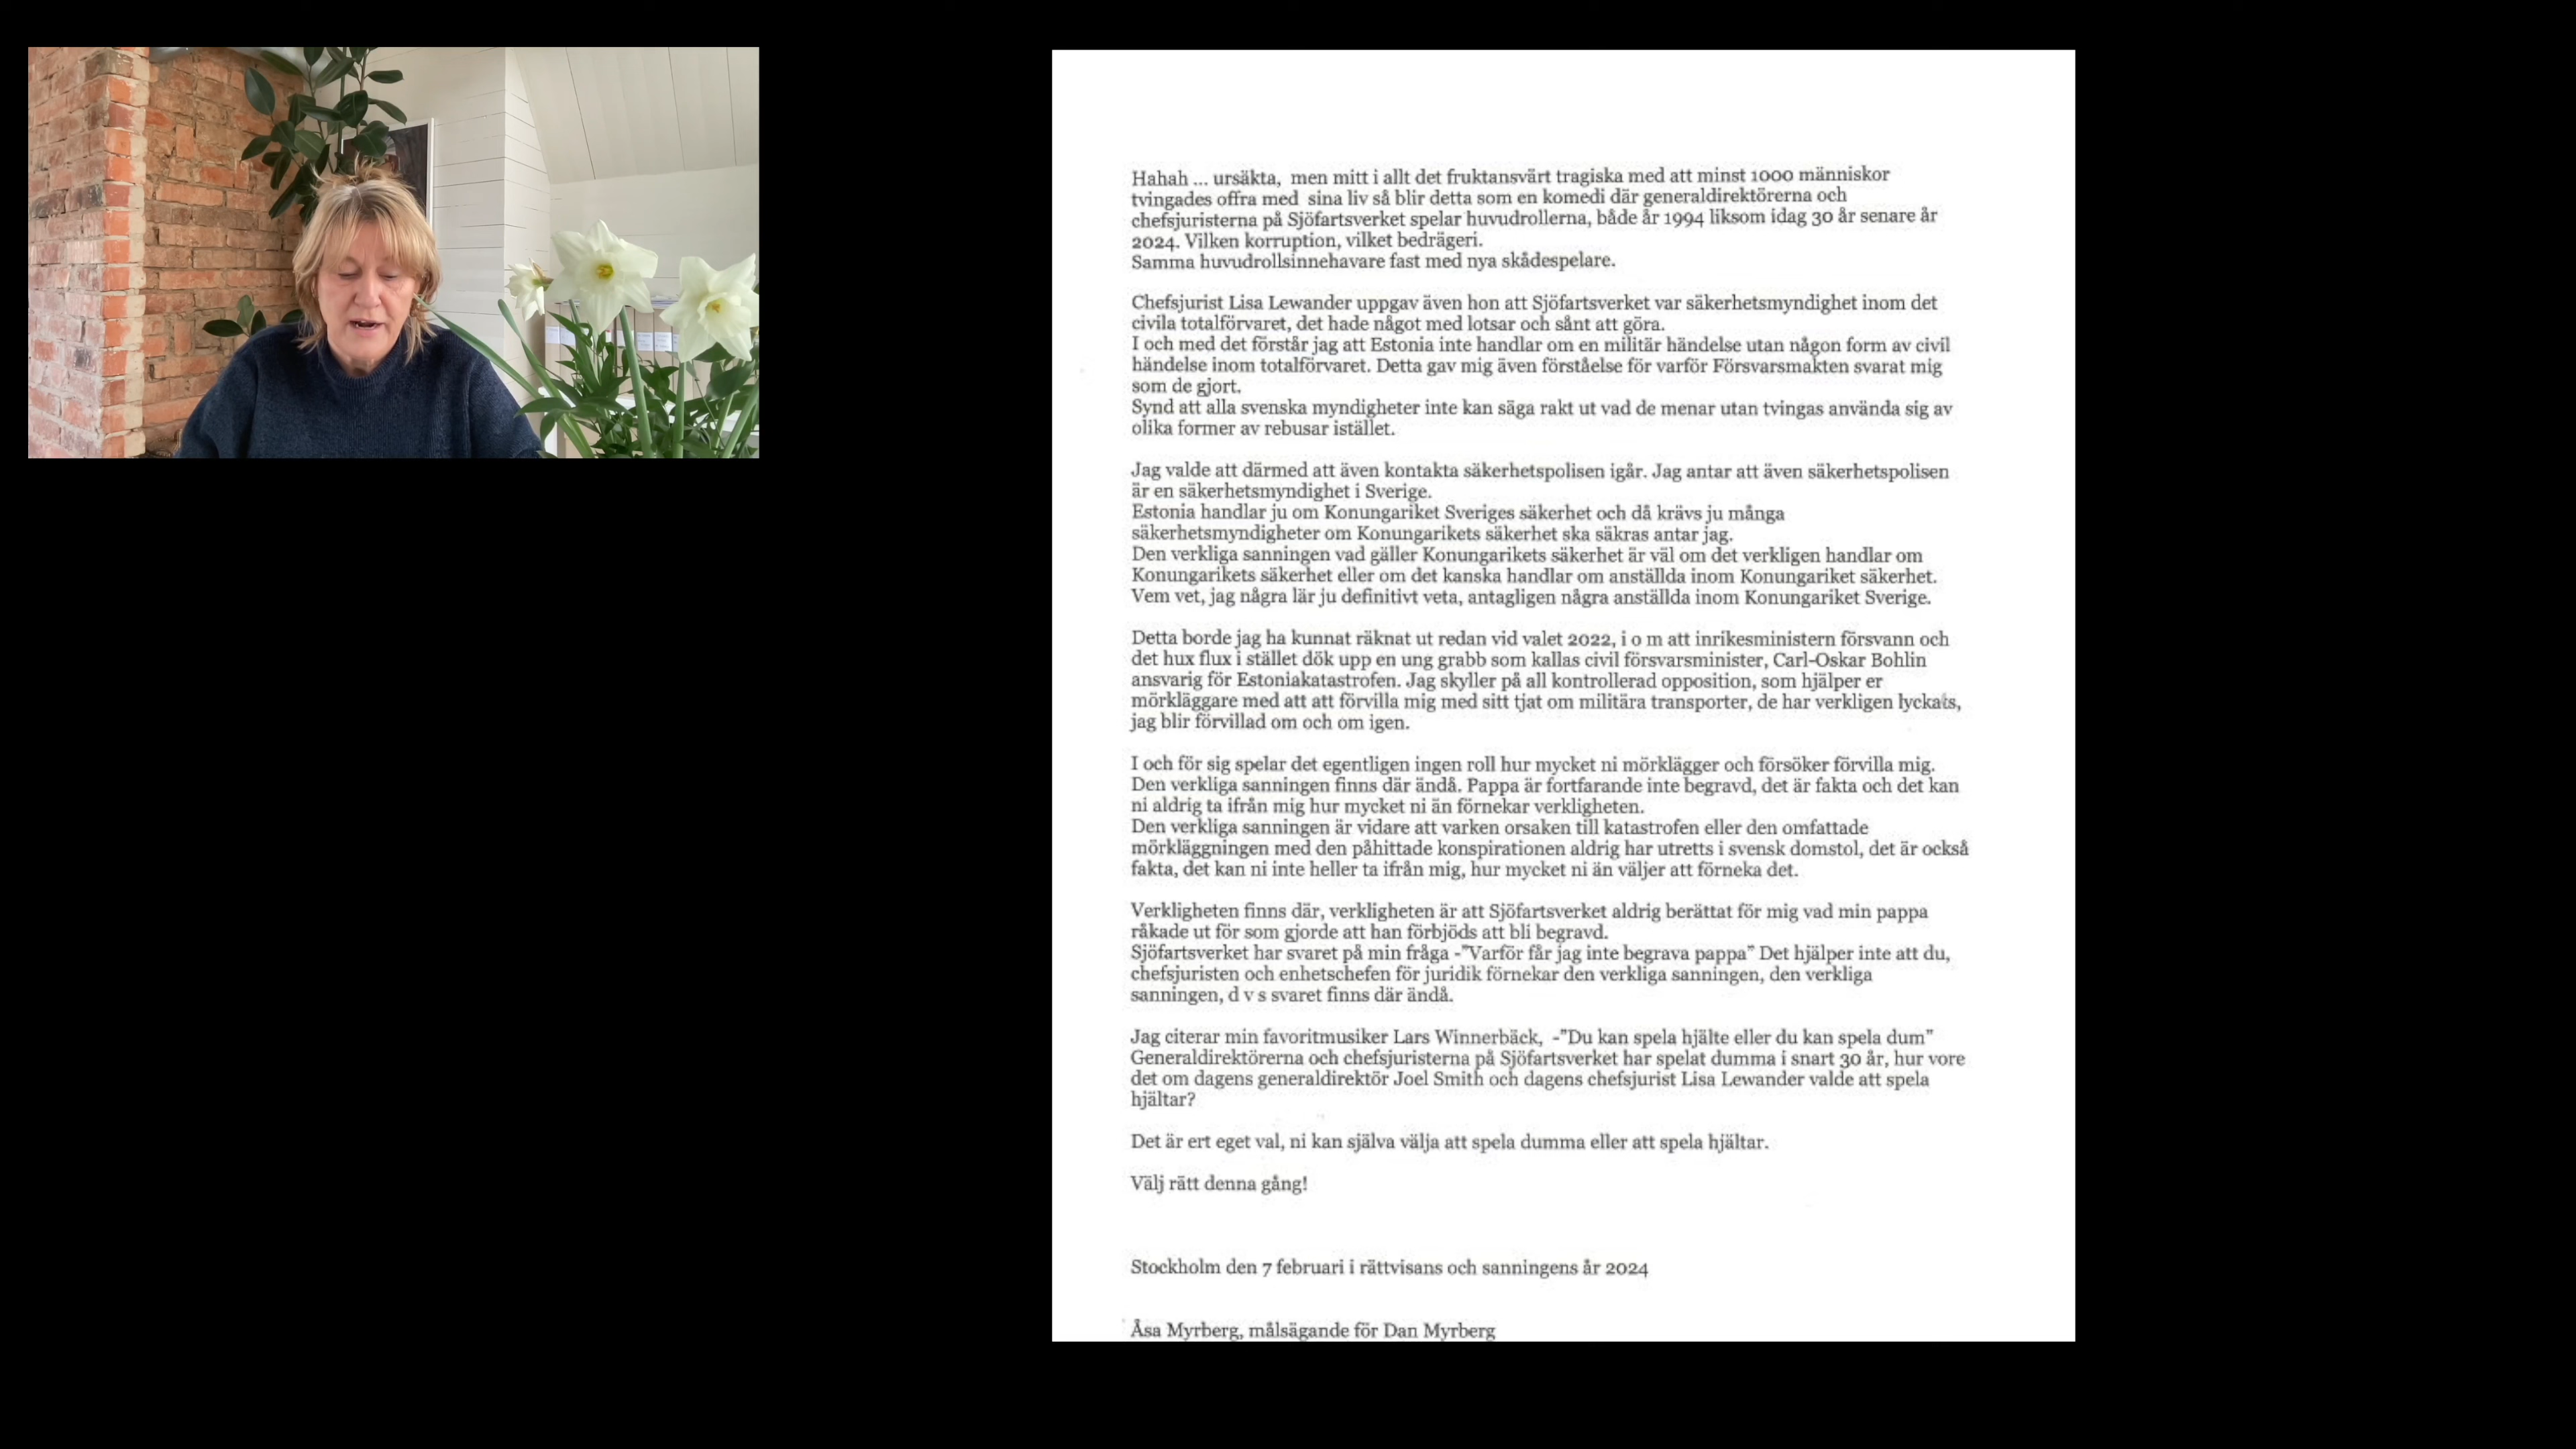 Hahah ... ursäkta, men mitt i allt det fruktansvärt tragiska med att minst 1000 människor
tvingades offra med sina liv så blir detta som en komedi där generaldirektörerna och
chefsjuristerna på Sjöfartsverket spelar huvudrollerna, både år 1994 liksom idag 30 år senare år
2024. Vilken korruption, vilket bedrägeri.
Samma huvudrollsinnehavare fast med nya skådespelare.
Chefsjurist Lisa Lewander uppgav även hon att Sjöfartsverket var säkerhetsmyndighet inom det
civila totalförvaret, det hade något med lotsar och sånt att göra.
I och med det förstår jag att Estonia inte handlar om en militär händelse utan någon form av civil
händelse inom totalförvaret. Detta gav mig även förståelse för varför Försvarsmakten svarat mig
som de gjort.
Synd att alla svenska myndigheter inte kan säga rakt ut vad de menar utan tvingas använda sig av
olika former av rebusar istället.
Jag valde att därmed att även kontakta säkerhetspolisen igår. Jag antar att även säkerhetspolisen
är en säkerhetsmyndighet i Sverige.
Estonia handlar ju om Konungariket Sveriges säkerhet och då krävs ju många
säkerhetsmyndigheter om Konungarikets säkerhet ska säkras antar jag.
Den verkliga sanningen vad gäller Konungarikets säkerhet är väl om det verkligen handlar om
Konungarikets säkerhet eller om det kanska handlar om anställda inom Konungariket säkerhet.
Vem vet, jag några lär ju definitivt veta, antagligen några anställda inom Konungariket Sverige.
Detta borde jag ha kunnat räknat ut redan vid valet 2022, i o m att inrikesministern försvann och
det hux flux i stället dök upp en ung grabb som kallas civil försvarsminister, Carl-Oskar Bohlin
ansvarig för Estoniakatastrofen. Jag skyller på all kontrollerad opposition, som hjälper er
mörkläggare med att att förvilla mig med sitt tjat om militära transporter, de har verkligen lyckats,
jag blir förvillad om och om igen.
I och för sig spelar det egentligen ingen roll hur mycket ni mörklägger och försöker förvilla mig.
Den verkliga sanningen finns där ändå. Pappa är fortfarande inte begravd, det är fakta och det kan
ni aldrig ta ifrån mig hur mycket ni än förnekar verkligheten.
Den verkliga sanningen är vidare att varken orsaken till katastrofen eller den omfattade
mörkläggningen med den påhittade konspirationen aldrig har utretts i svensk domstol, det är också
fakta, det kan ni inte heller ta ifrån mig, hur mycket ni än väljer att förneka det.
Verkligheten finns där, verkligheten är att Sjöfartsverket aldrig berättat för mig vad min pappa
råkade ut för som gjorde att han förbjöds att bli begravd.
Sjöfartsverket har svaret på min fråga -"Varför får jag inte begrava pappa" Det hjälper inte att du,
chefsjuristen och enhetschefen för juridik förnekar den verkliga sanningen, den verkliga
sanningen, d v s svaret finns där ändå.
Jag citerar min favoritmusiker Lars Winnerbäck, -"Du kan spela hjälte eller du kan spela dum"
Generaldirektörerna och chefsjuristerna på Sjöfartsverket har spelat dumma i snart 30 år, hur vore
det om dagens generaldirektör Joel Smith och dagens chefsjurist Lisa Lewander valde att spela
hjältar?
Det är ert eget val, ni kan själva välja att spela dumma eller att spela hjältar.
Välj rätt denna gång!
Stockholm den 7 februari i rättvisans och sanningens år 2024
Åsa Myrberg, målsägande för Dan Myrberg